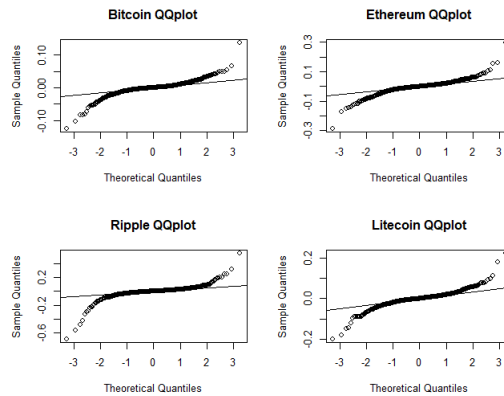 Bitcoin QQplot
Sample Quantiles
-0.10 0.00 0.10
-3 -2 -1 0 1 2 3
Theoretical Quantiles
Ethereum QQplot
Sample Quantiles
-0.3 -0.1 0.1 0.3
-3 -2 -1 0 1 2 3
Theoretical Quantiles
Ripple QQplot
Sample Quantiles
-0.6 -0.2 0.2
-3 -2 -1 0 1 2 3
Theoretical Quantiles
Litecoin QQplot
Sample Quantiles
-0.2 0.0 0.2
-3 -2 -1 0 1 2 3
Theoretical Quantiles